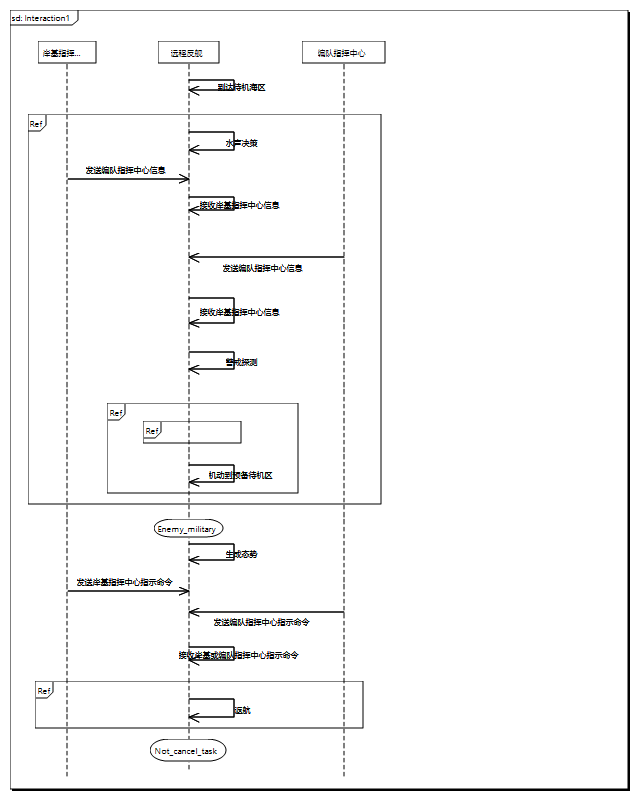 sd: Interaction1
岸基指挥...
远程反舰
编队指挥中心
到达待机海区
Ref
水声决策
发送编队指挥中心信息
接收岸基指挥中心信息
发送编队指挥中心信息
接收岸基指挥中心信息
警戒探测
Ref
Ref
机动到预备待机区
Enemy_military
生成态势
发送岸基指挥中心指示命令
发送编队指挥中心指示命令
接收岸基或编队指挥中心指示命令
Ref
返航
Not_cancel_task